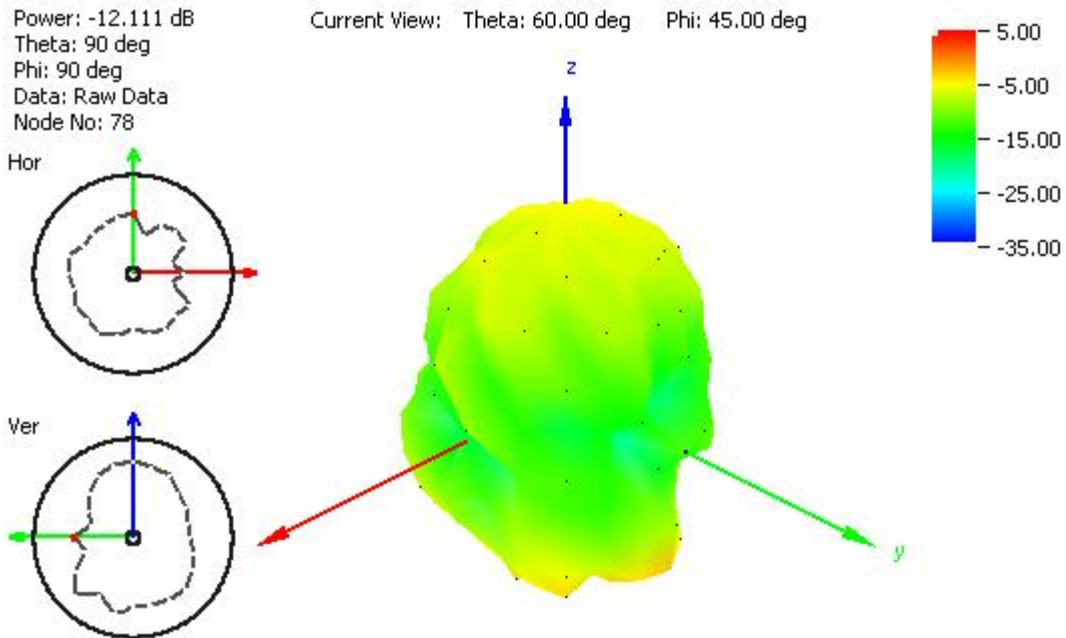 Power: -12.111 dB
Theta: 90 deg
Phi: 90 deg
Data: Raw Data
Node No: 78
Current View: Theta: 60.00 deg Phi: 45.00 deg
5.00
-5.00
-15.00
-25.00
-35.00
Hor
Ver
z
y